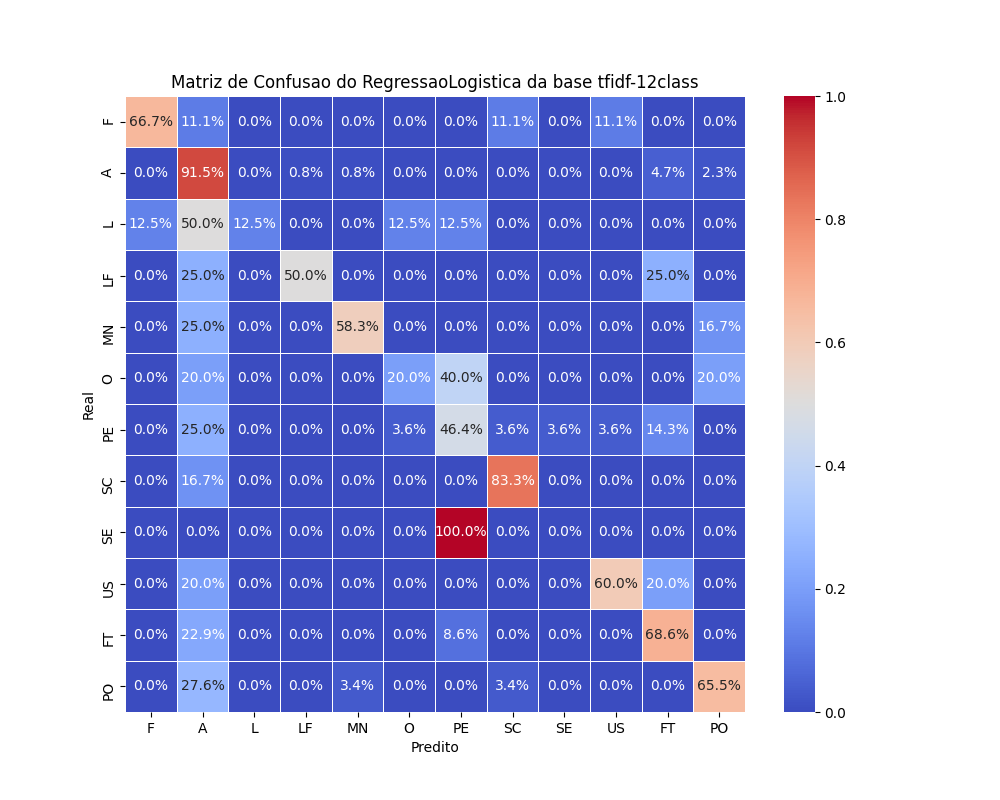 Matriz de Confusao do RegressaoLogistica da base tfidf-12class
F 66.7% 11.1% 0.0% 0.0% 0.0% 0.0% 0.0% 11.1% 0.0% 11.1% 0.0% 0.0%
A 0.0% 91.5% 0.0% 0.8% 0.8% 0.0% 0.0% 0.0% 0.0% 0.0% 4.7% 2.3%
L 12.5% 50.0% 12.5% 0.0% 0.0% 12.5% 12.5% 0.0% 0.0% 0.0% 0.0% 0.0%
LF 0.0% 25.0% 0.0% 50.0% 0.0% 0.0% 0.0% 0.0% 0.0% 0.0% 25.0% 0.0%
MN 0.0% 25.0% 0.0% 0.0% 58.3% 0.0% 0.0% 0.0% 0.0% 0.0% 0.0% 16.7%
O 0.0% 20.0% 0.0% 0.0% 0.0% 20.0% 40.0% 0.0% 0.0% 0.0% 0.0% 20.0%
PE 0.0% 25.0% 0.0% 0.0% 0.0% 3.6% 46.4% 3.6% 3.6% 3.6% 14.3% 0.0%
SC 0.0% 16.7% 0.0% 0.0% 0.0% 0.0% 0.0% 83.3% 0.0% 0.0% 0.0% 0.0%
SE 0.0% 0.0% 0.0% 0.0% 0.0% 0.0% 100.0% 0.0% 0.0% 0.0% 0.0% 0.0%
US 0.0% 20.0% 0.0% 0.0% 0.0% 0.0% 0.0% 0.0% 0.0% 60.0% 20.0% 0.0%
FT 0.0% 22.9% 0.0% 0.0% 0.0% 0.0% 8.6% 0.0% 0.0% 0.0% 68.6% 0.0%
PO 0.0% 27.6% 0.0% 0.0% 3.4% 0.0% 0.0% 3.4% 0.0% 0.0% 0.0% 65.5%
F A L LF MN O PE SC SE US FT PO
Predito
Real
1.0
0.8
0.6
0.4
0.2
0.0